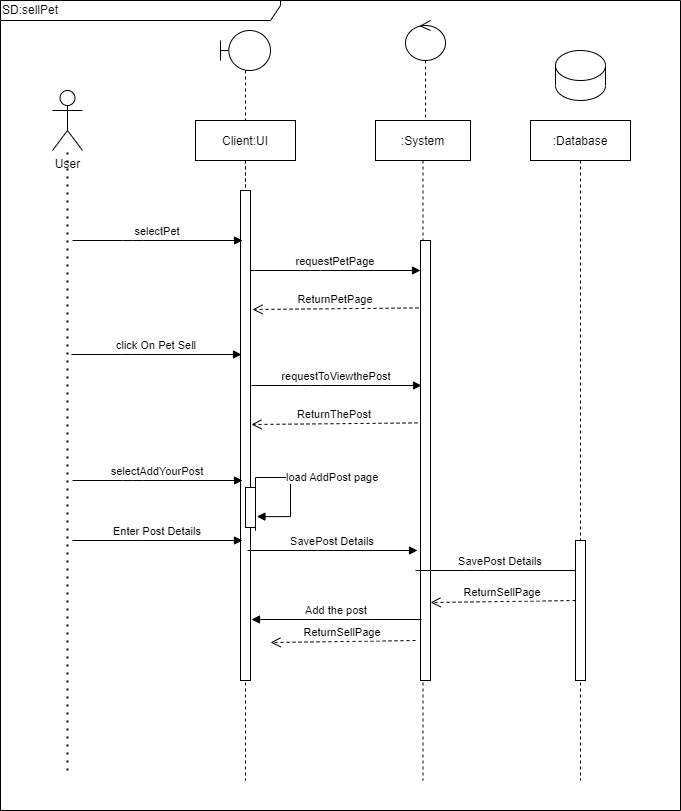 SD:sellPet
Client:UI
:System
:Database
User
selectPet
requestPetPage
ReturnPetPage
click On Pet Sell
requestToViewthePost
ReturnThePost
selectAddYourPost
load AddPost page
Enter Post Details
SavePost Details
SavePost Details
ReturnSellPage
Add the post
ReturnSellPage